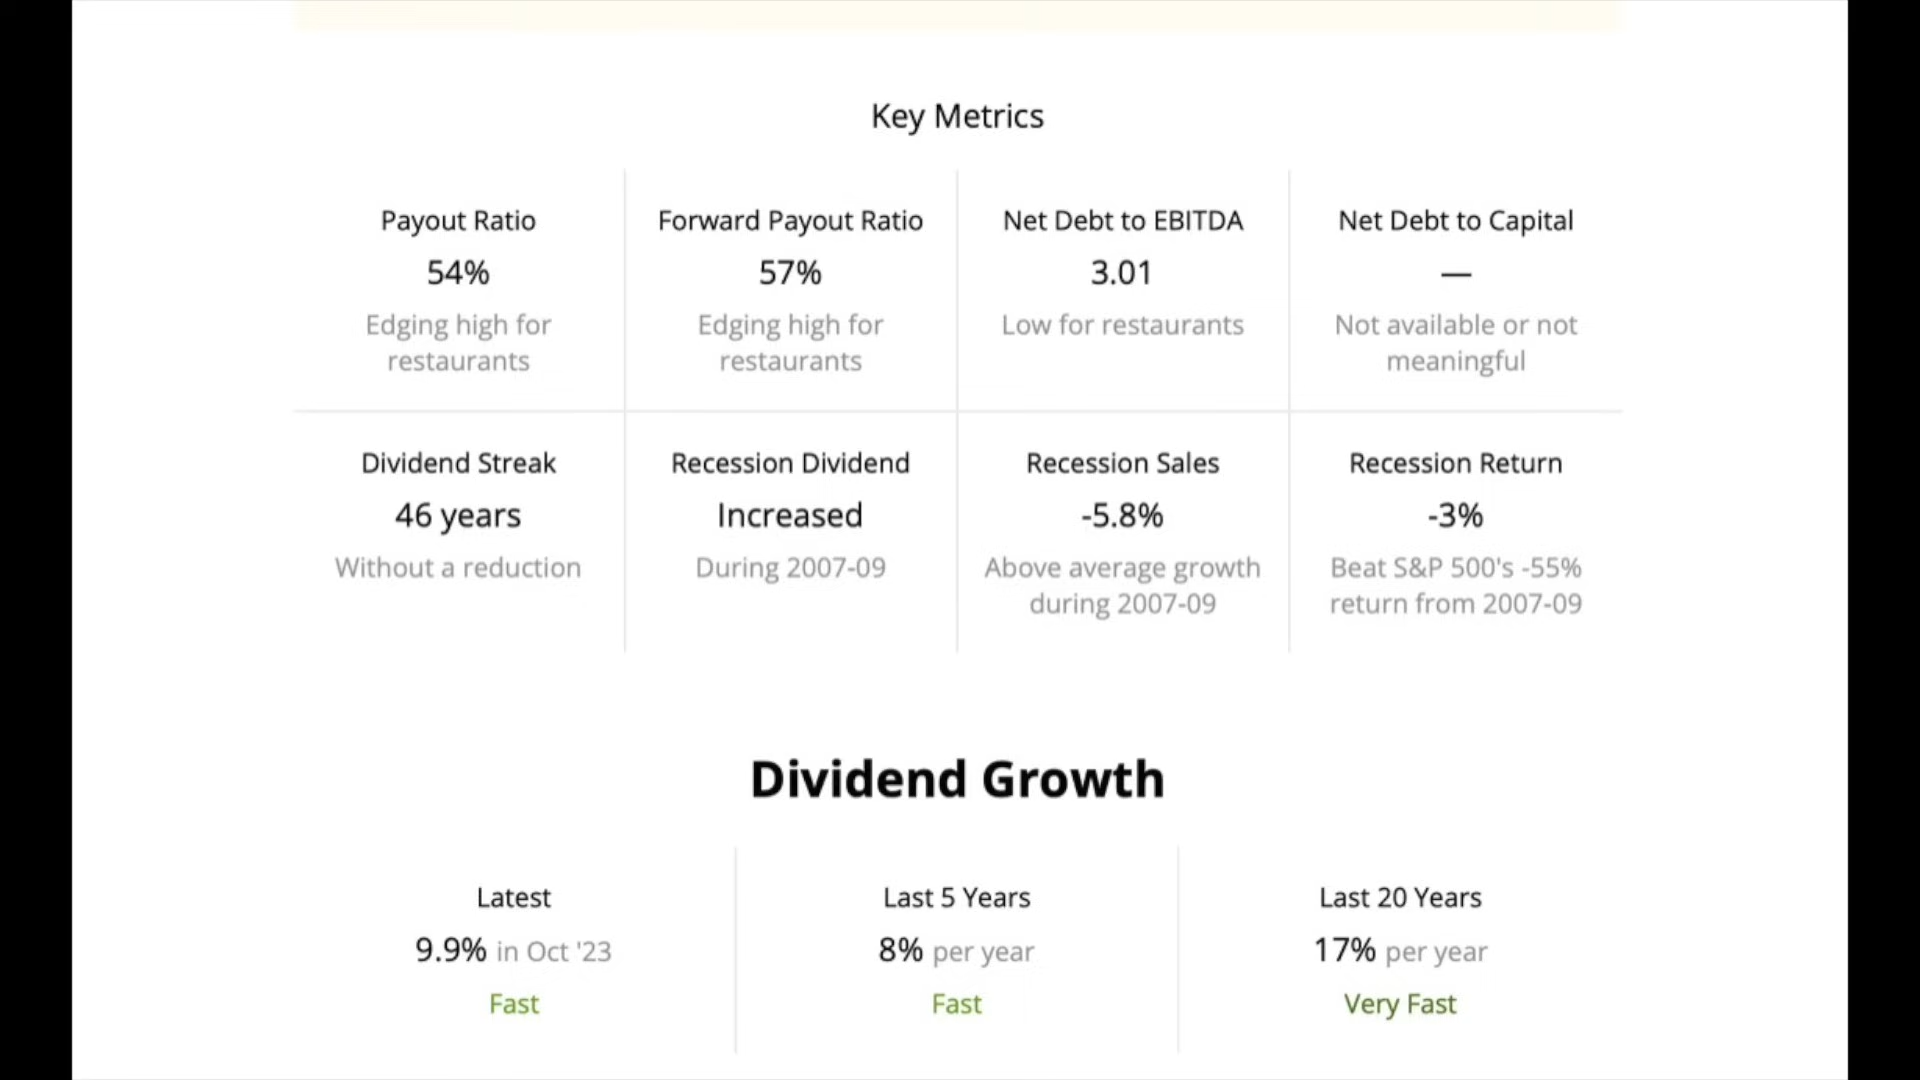 Key Metrics
Payout Ratio
54%
Edging high for
restaurants
Forward Payout Ratio
57%
Edging high for
restaurants
Net Debt to EBITDA
3.01
Low for restaurants
Net Debt to Capital
—
Not available or not
meaningful
Dividend Streak
46 years
Without a reduction
Recession Dividend
Increased
During 2007-09
Recession Sales
-5.8%
Above average growth
during 2007-09
Recession Return
-3%
Beat S&P 500's -55%
return from 2007-09
Dividend Growth
Latest
9.9% in Oct '23
Fast
Last 5 Years
8% per year
Fast
Last 20 Years
17% per year
Very Fast